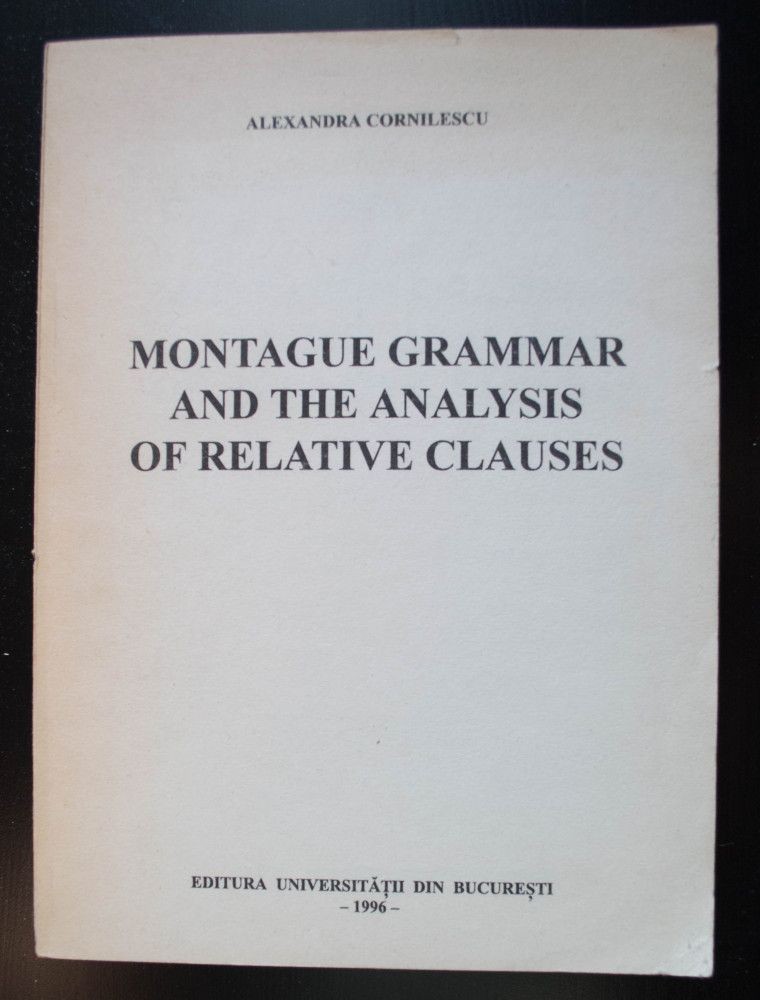 ALEXANDRA CORNILESCU
MONTAGUE GRAMMAR
AND THE ANALYSIS
OF RELATIVE CLAUSES
EDITURA UNIVERSITĂȚII DIN BUCUREȘTI
– 1996 –